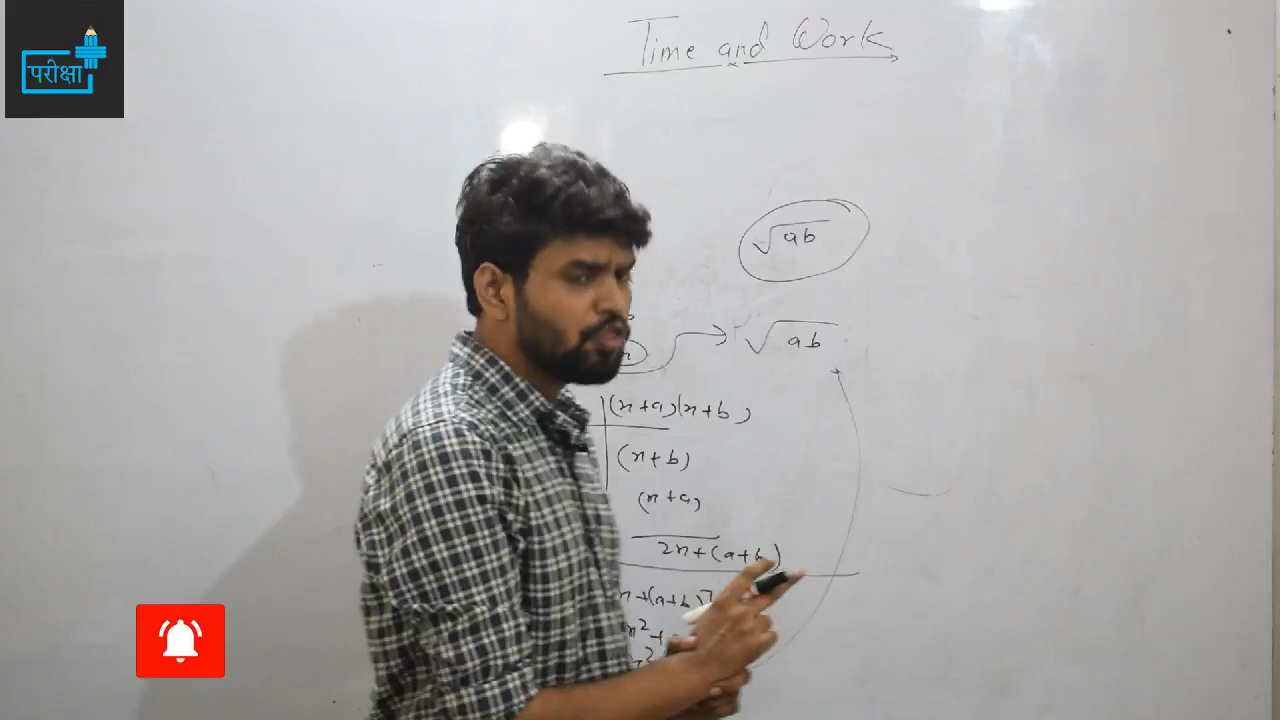 परीक्षा
Time and Work
√ab
√ab
(n+a)(n+b)
(n+b)
(n+a)
2n+(a+b)
n+(a+b)]
n²+